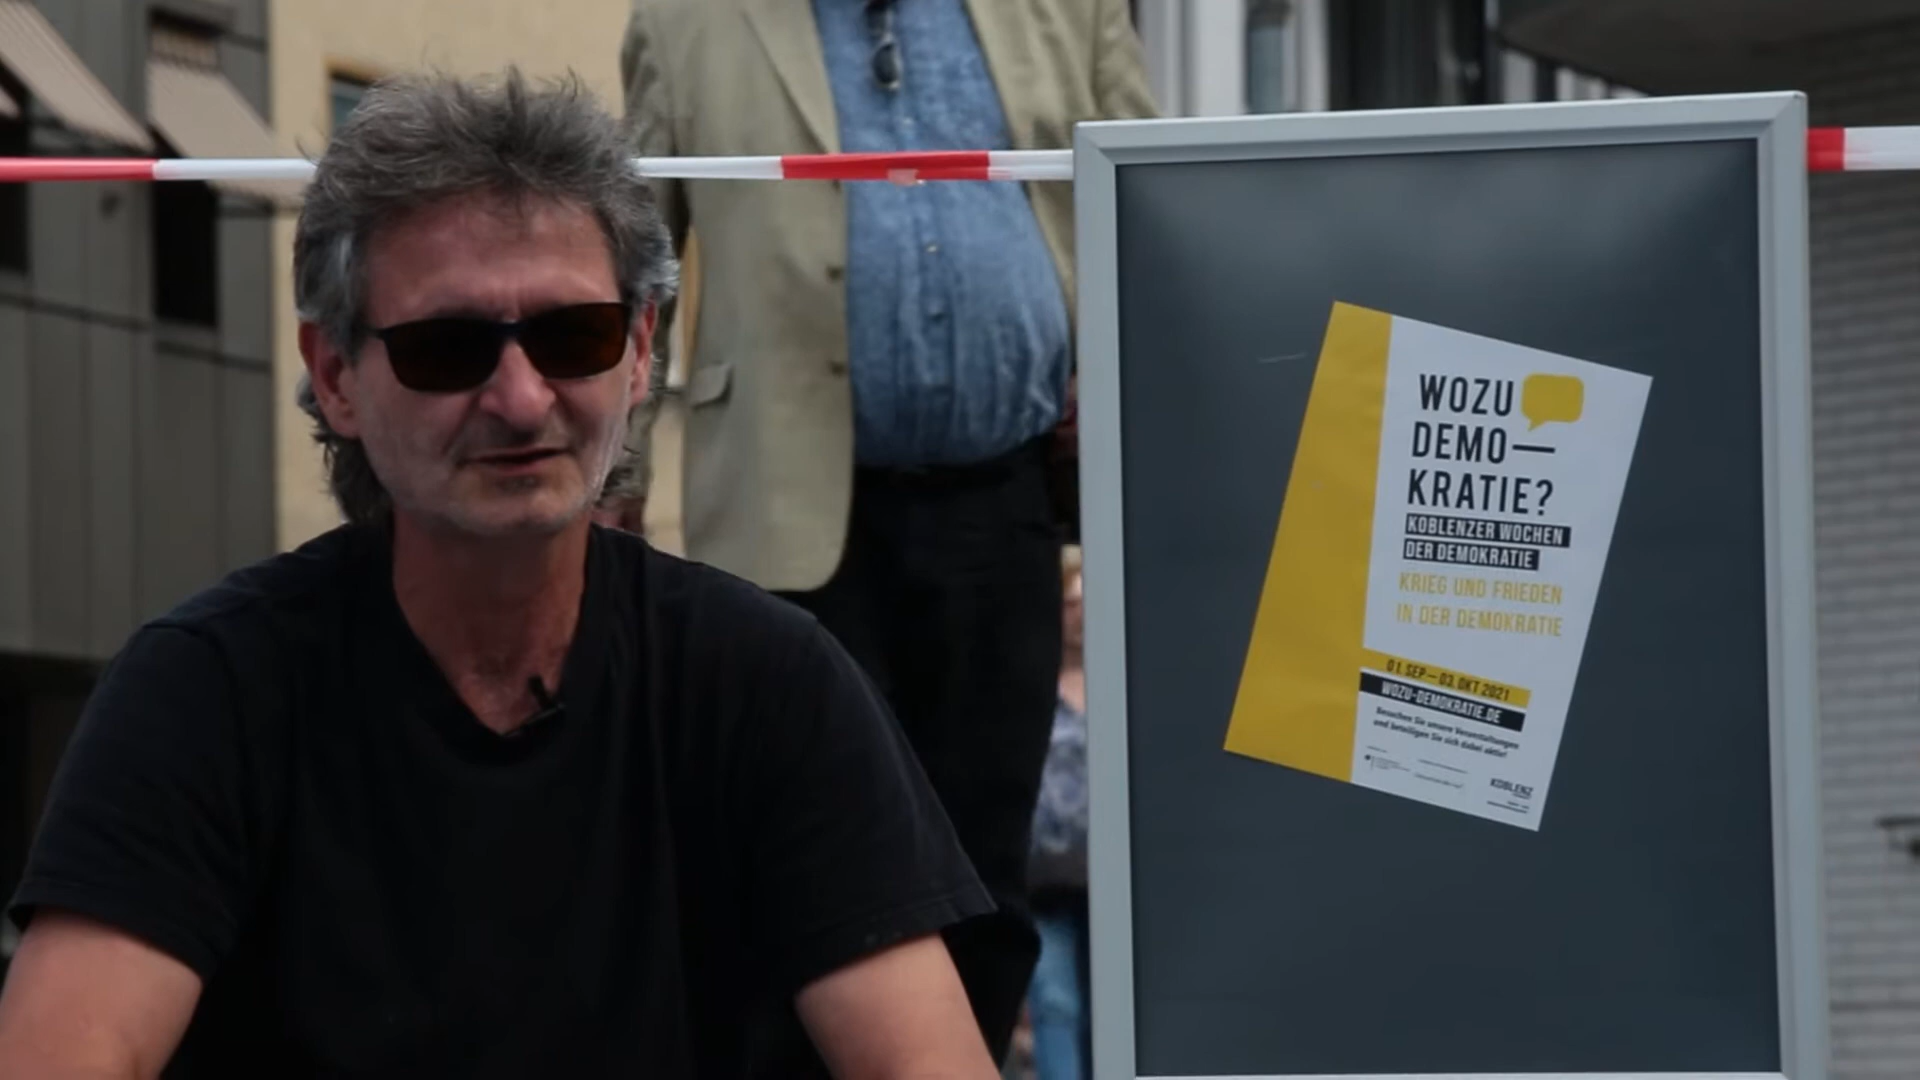 WOZU
DEMO—
KRATIE?
KOBLENZER WOCHEN
DER DEMOKRATIE
KRIEG UND FRIEDEN
IN DER DEMOKRATIE
01. SEP – 03. OKT 2021
WOZU-DEMOKRATIE.DE
Besuchen Sie unsere Veranstaltungen
und beteiligen Sie sich dabei aktiv!
KOBLENZ